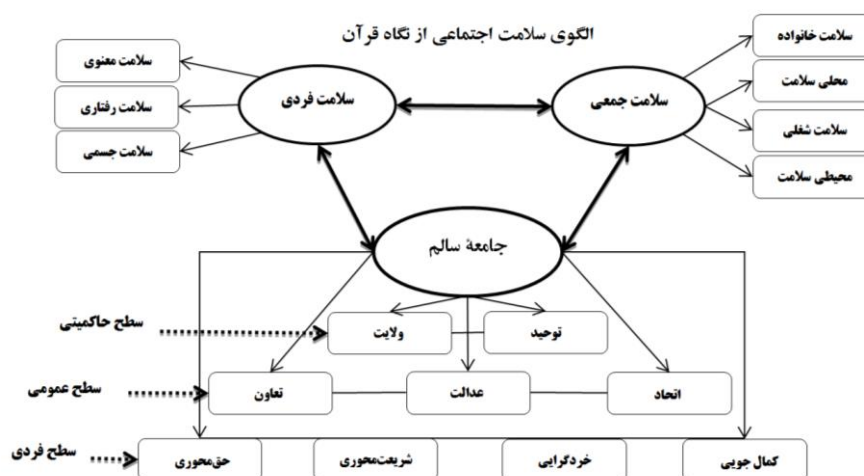 الگوی سلامت اجتماعی از نگاه قرآن
سلامت خانواده
محلی سلامت
سلامت شغلی
محیطی سلامت
سلامت جمعی
سلامت فردی
سلامت معنوی
سلامت رفتاری
سلامت جسمی
جامعۀ سالم
توحید
ولایت
سطح حاکمیتی
اتحاد
عدالت
تعاون
سطح عمومی
کمال جویی
خردگرایی
شریعت‌محوری
حق‌محوری
سطح فردی